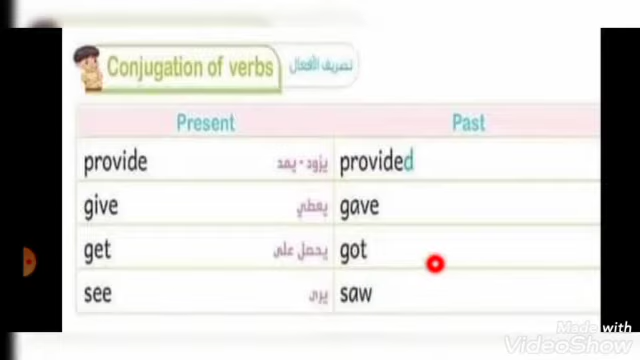 Conjugation of verbs تصريف الأفعال
Present Past
provide يزود - يمد provided
give يعطي gave
get يحصل على got
see يرى saw
Made with
VideoShow